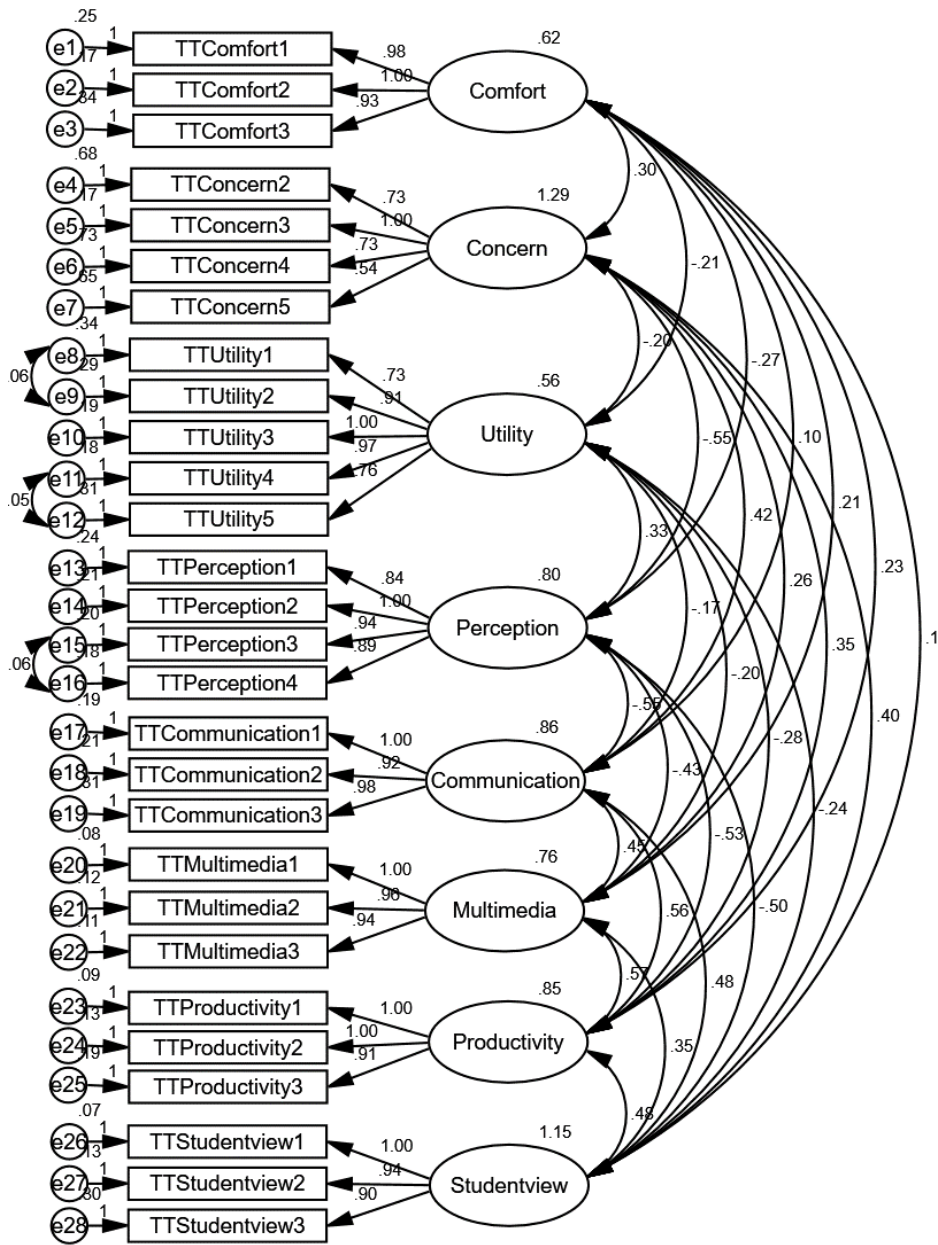 .25
e1 1 TTComfort1 .98 .62
.17
e2 1 TTComfort2 1.00 Comfort
.34
e3 1 TTComfort3 .93
.30
.68
e4 1 TTConcern2 .73 1.29
.17
e5 1 TTConcern3 1.00 Concern
.73
e6 1 TTConcern4 .73
.65
e7 1 TTConcern5 .54
-.21
.34
e8 1 TTUtility1 .73 .56
.29
.06
e9 1 TTUtility2 .91 Utility
.19
e10 1 TTUtility3 1.00
.18
e11 1 TTUtility4 .97
.31
.05
e12 1 TTUtility5 .76
-.20 -.27
-.55 .10
.42 .21
.33
.24
e13 1 TTPerception1 .84 .80
.21
e14 1 TTPerception2 1.00 Perception
.20
e15 1 TTPerception3 .94
.18
.06
e16 1 TTPerception4 .89
-.17 .26 .23
-.20 .35 .1
.19
e17 1 TTCommunication1 1.00 .86
.21
e18 1 TTCommunication2 .92 Communication
.31
e19 1 TTCommunication3 .98
-.55 -.28 .40
-.43 -.24
.08
e20 1 TTMultimedia1 1.00 .76
.12
e21 1 TTMultimedia2 .96 Multimedia
.11
e22 1 TTMultimedia3 .94
.45 -.53
.56 -.50
.09
e23 1 TTProductivity1 1.00 .85
.13
e24 1 TTProductivity2 1.00 Productivity
.19
e25 1 TTProductivity3 .91
.57 .48
.35
.07
e26 1 TTStudentview1 1.00 1.15
.13
e27 1 TTStudentview2 .94 Studentview
.30
e28 1 TTStudentview3 .90
.48